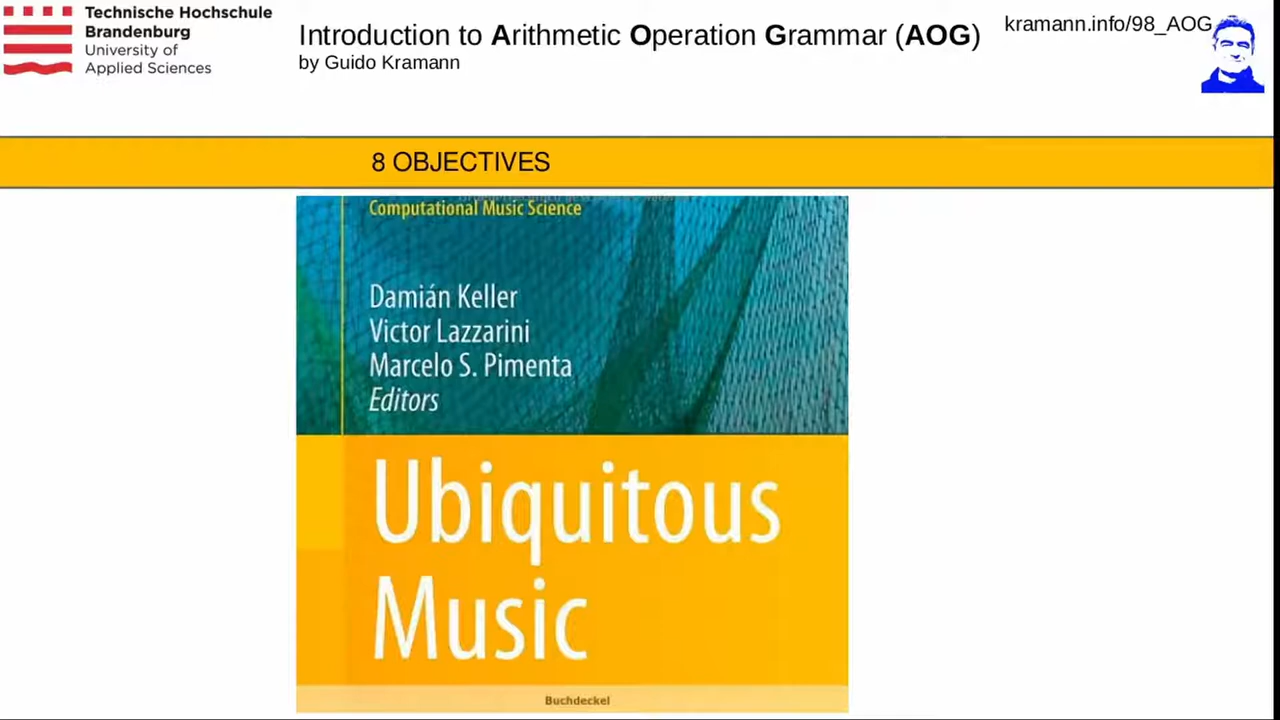 Technische Hochschule
Brandenburg
University of
Applied Sciences
Introduction to Arithmetic Operation Grammar (AOG)
by Guido Kramann
kramann.info/98_AOG
8 OBJECTIVES
Computational Music Science
Damián Keller
Victor Lazzarini
Marcelo S. Pimenta
Editors
Ubiquitous
Music
Buchdeckel